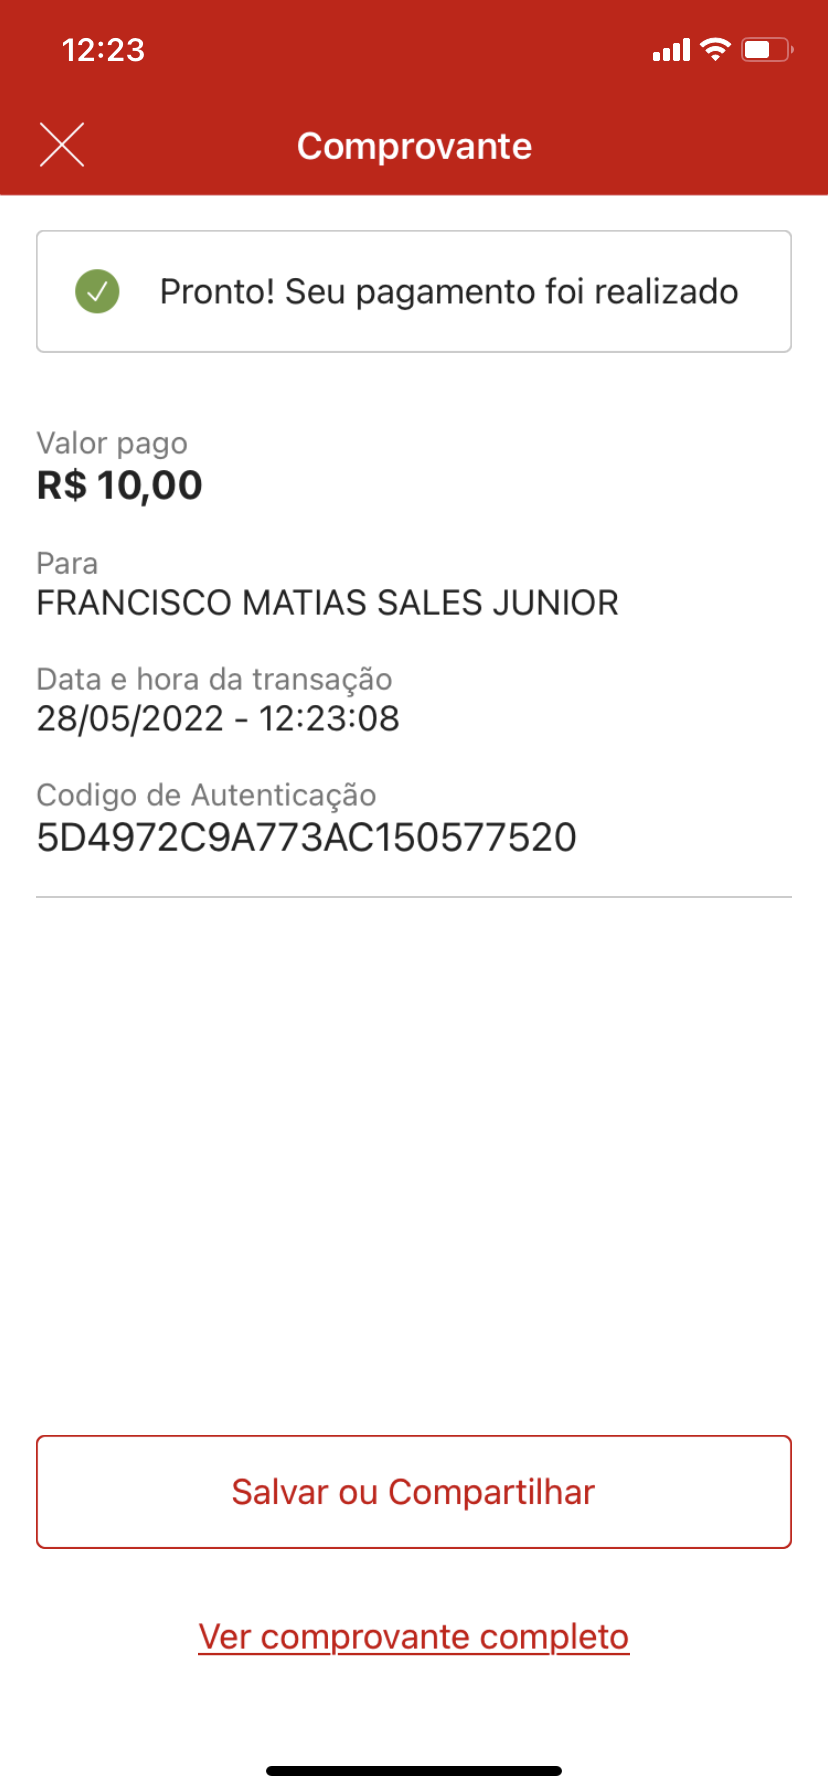 12:23
Comprovante
Pronto! Seu pagamento foi realizado
Valor pago
R$ 10,00
Para
FRANCISCO MATIAS SALES JUNIOR
Data e hora da transação
28/05/2022 - 12:23:08
Codigo de Autenticação
5D4972C9A773AC150577520
Salvar ou Compartilhar
Ver comprovante completo